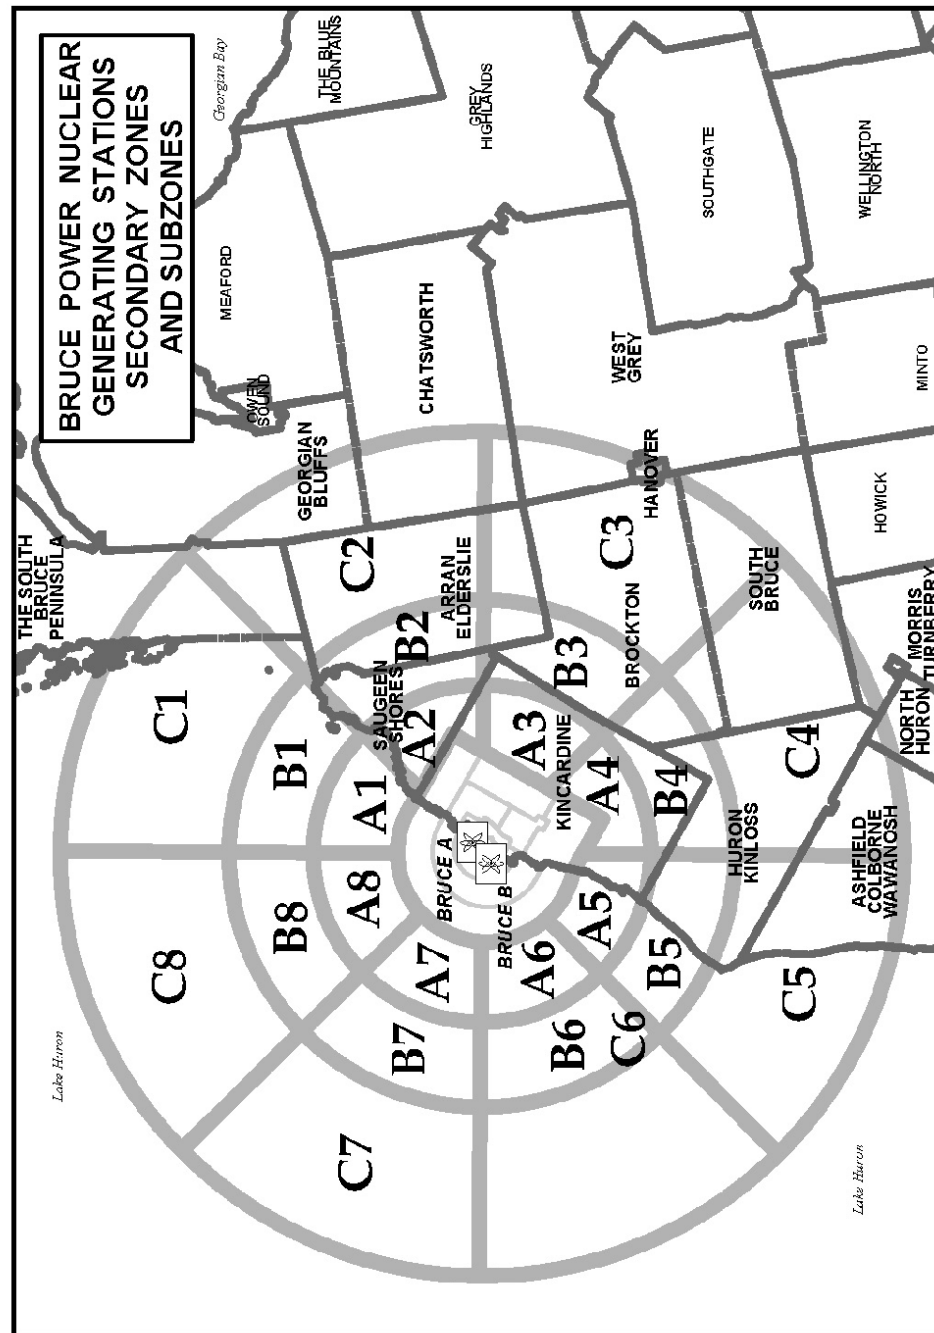 BRUCE POWER NUCLEAR
GENERATING STATIONS
SECONDARY ZONES
AND SUBZONES
Georgian Bay
THE BLUE
MOUNTAINS
GREY
HIGHLANDS
SOUTHGATE
WELLINGTON
NORTH
MEAFORD
OWEN
SOUND
CHATSWORTH
WEST
GREY
MINTO
GEORGIAN
BLUFFS
HANOVER
HOWICK
THE SOUTH
BRUCE
PENINSULA
C2
ARRAN
ELDERSLIE
C3
BROCKTON
SOUTH
BRUCE
MORRIS
TURNBERRY
NORTH
HURON
C1
B2
B3
SAUGEEN
SHORES
B1
A2
A3
A1
KINCARDINE
A4
B4
C4
HURON
KINLOSS
ASHFIELD
COLBORNE
WAWANOSH
BRUCE A
BRUCE B
A8
B8
C8
A7
A6
A5
B5
C5
B7
B6
C6
C7
Lake Huron
Lake Huron